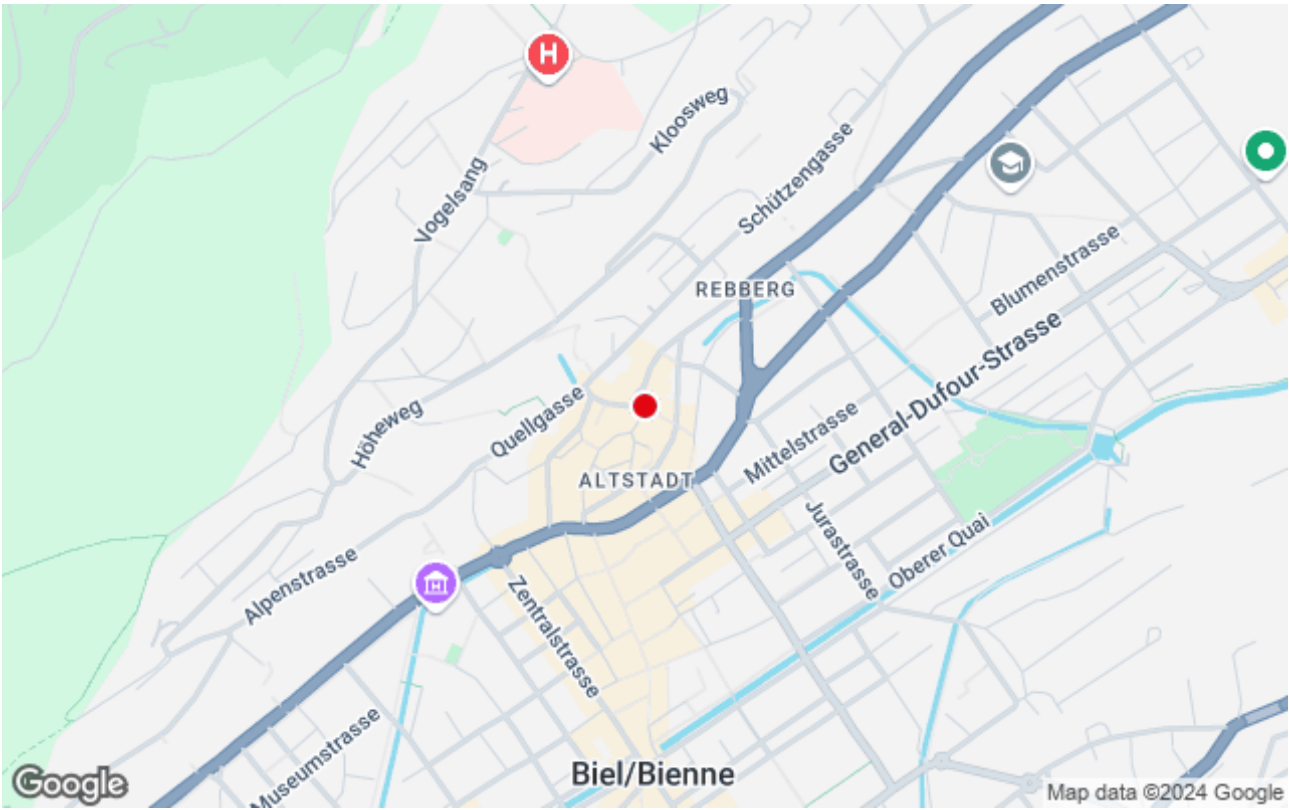 H
Kloosweg
Vogelsang
Schützengasse
REBBERG
Blumenstrasse
General-Dufour-Strasse
Höheweg
Quellgasse
Mittelstrasse
ALTSTADT
Jurastrasse
Oberer Quai
Alpenstrasse
Zentralstrasse
Museumstrasse
Biel/Bienne
Google
Map data ©2024 Google